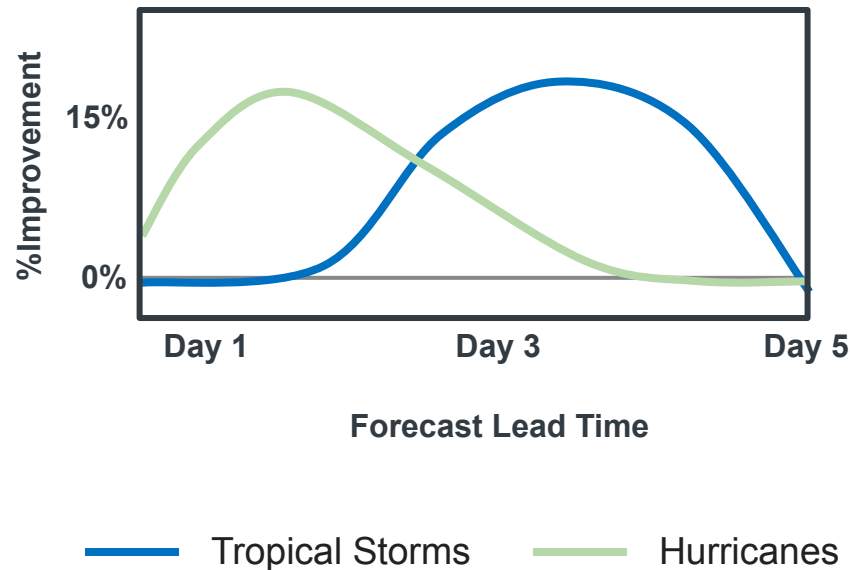 %Improvement
15%
0%
Day 1
Day 3
Day 5
Forecast Lead Time
Tropical Storms
Hurricanes